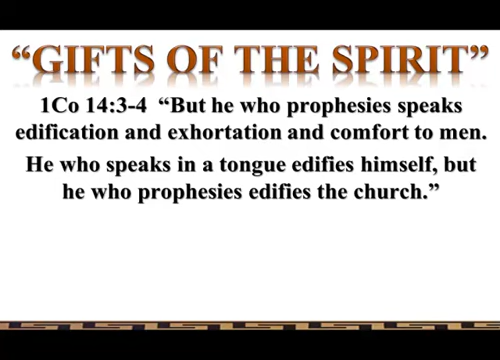 “GIFTS OF THE SPIRIT”
1Co 14:3-4 “But he who prophesies speaks
edification and exhortation and comfort to men.
He who speaks in a tongue edifies himself, but
he who prophesies edifies the church.”